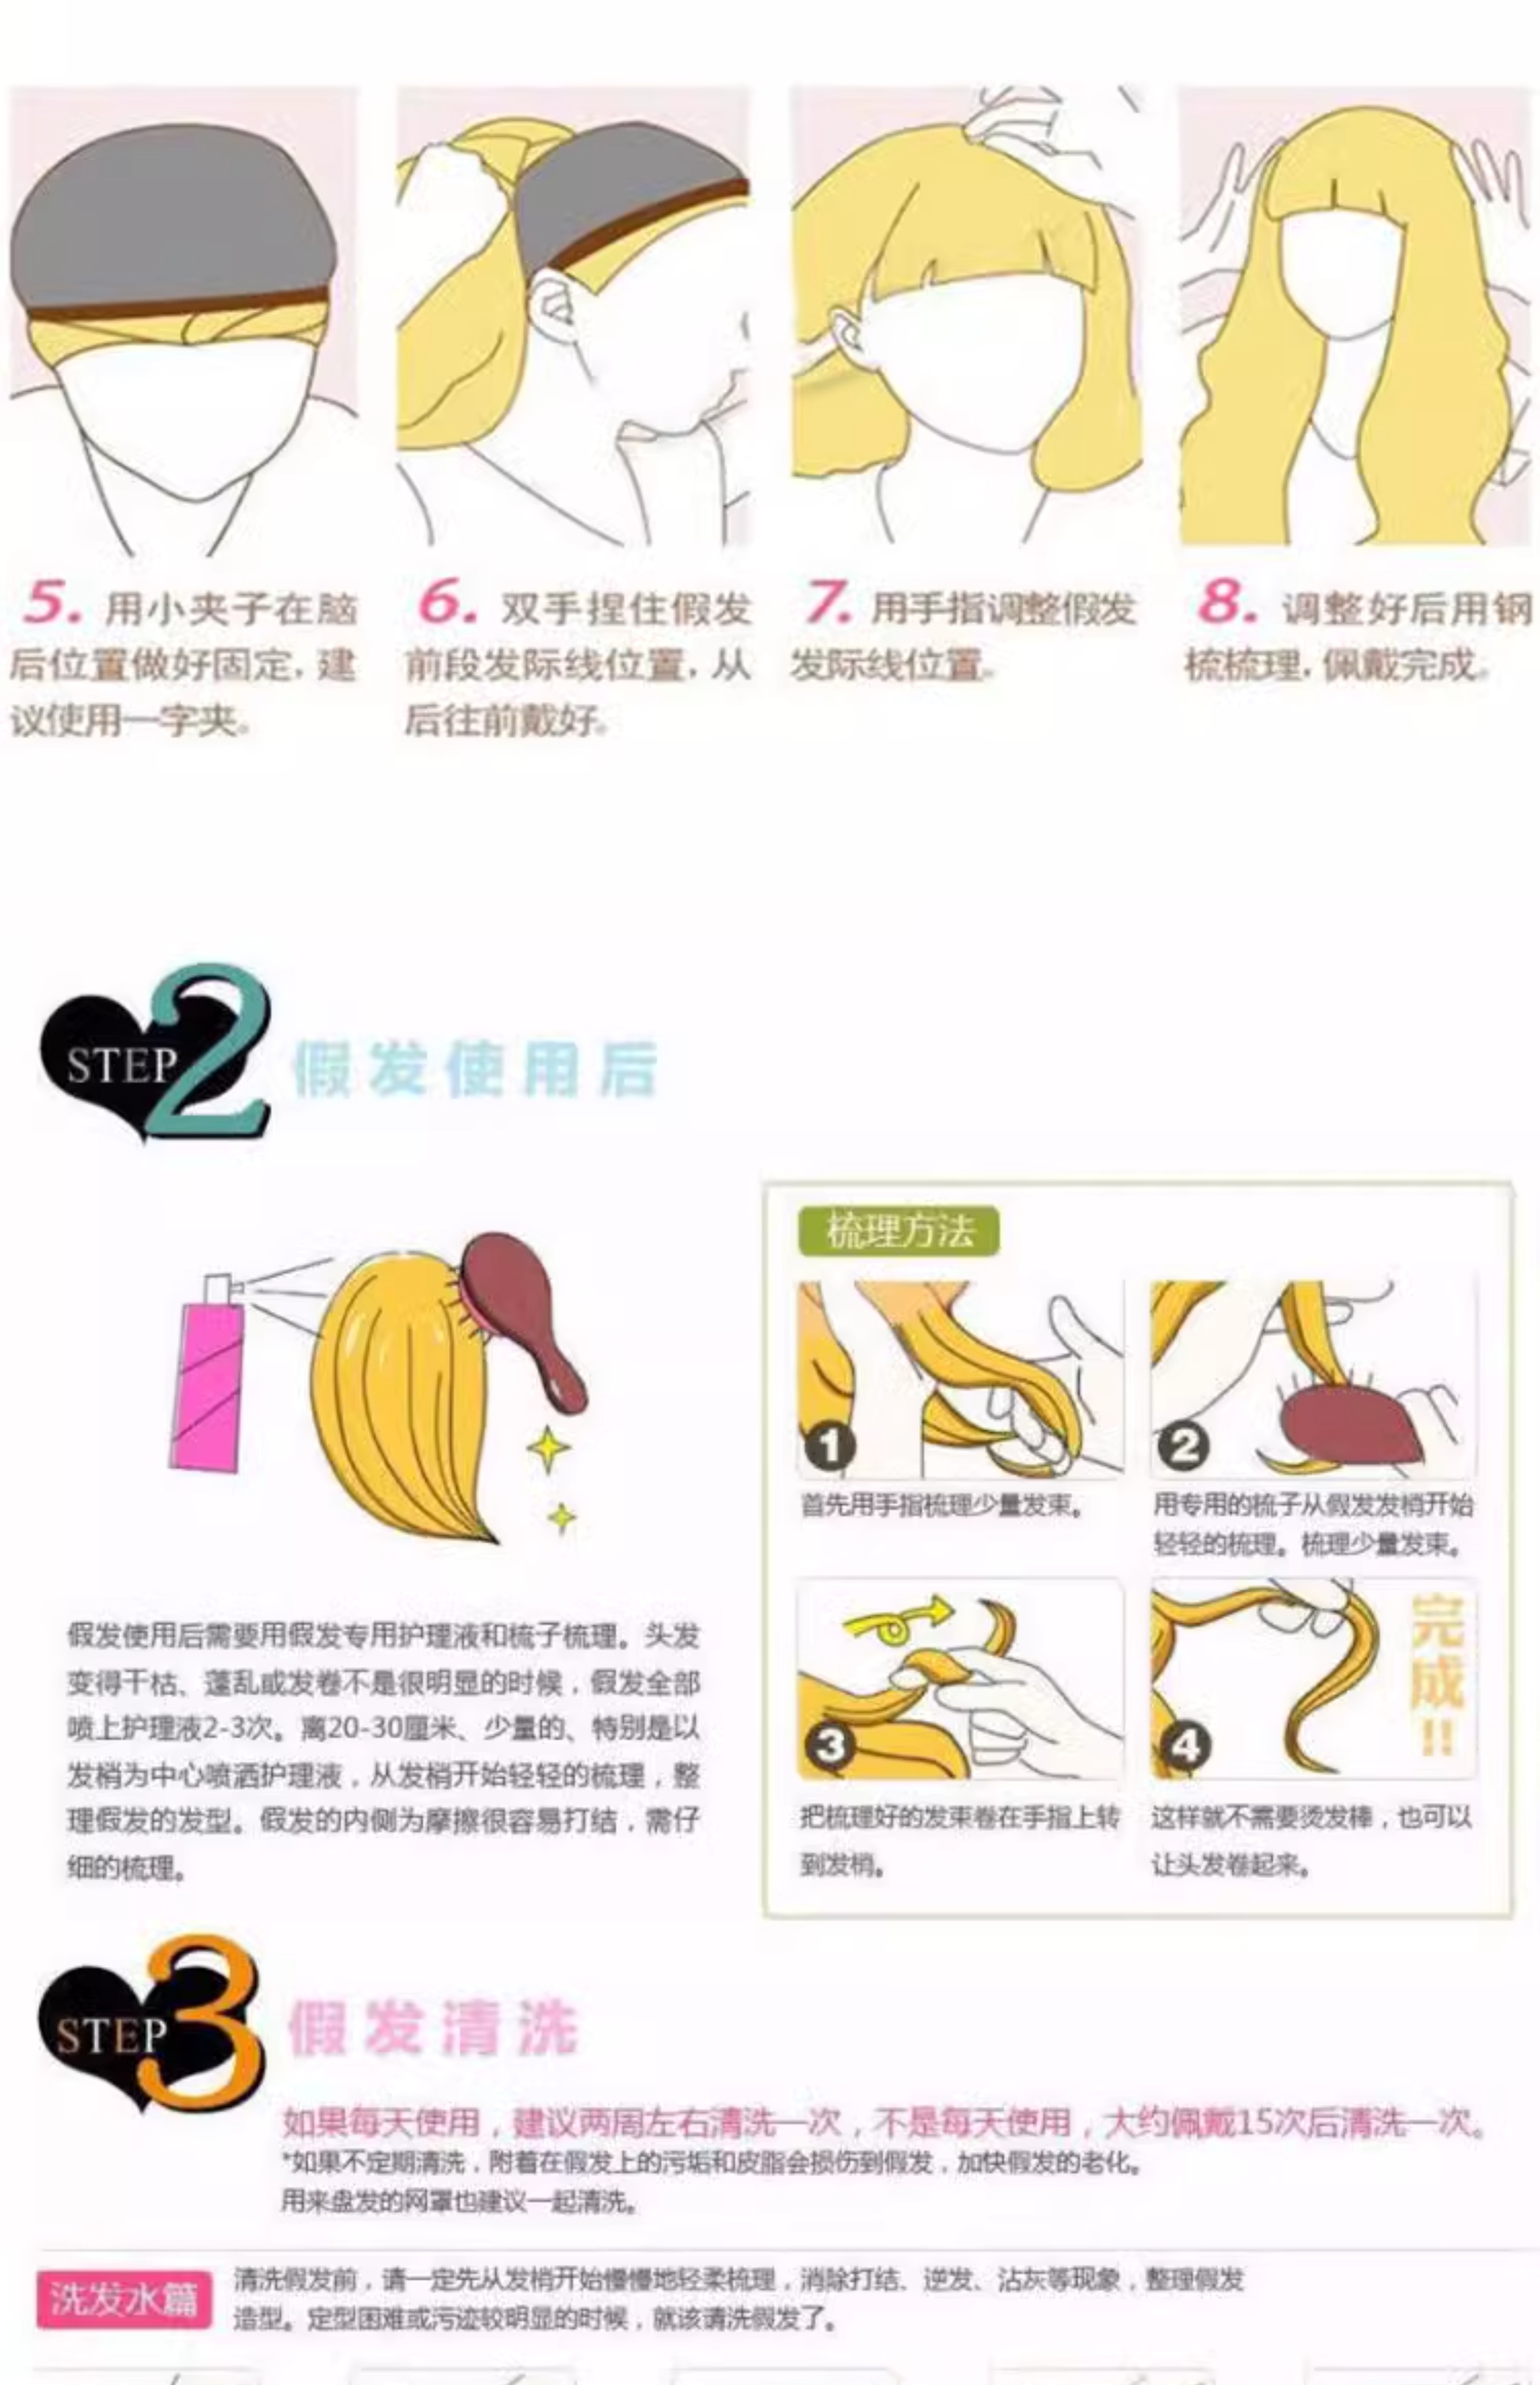 5. 用小夹子在脑
后位置做好固定, 建
议使用一字夹。
6. 双手捏住假发
前段发际线位置, 从
后往前戴好。
7. 用手指调整假发
发际线位置。
8. 调整好后用钢
梳梳理, 佩戴完成。
STEP 2 假发使用后
假发使用后需要用假发专用护理液和梳子梳理。头发
变得干枯、蓬乱或发卷不是很明显的时候，假发全部
喷上护理液2-3次。离20-30厘米、少量的、特别是以
发梢为中心喷洒护理液，从发梢开始轻轻的梳理，整
理假发的发型。假发的内侧为摩擦很容易打结，需仔
细的梳理。
梳理方法
1
首先用手指梳理少量发束。
2
用专用的梳子从假发发梢开始
轻轻的梳理。梳理少量发束。
3
把梳理好的发束卷在手指上转
到发梢。
4
完成!!
这样就不需要烫发棒，也可以
让头发卷起来。
STEP 3 假发清洗
如果每天使用，建议两周左右清洗一次，不是每天使用，大约佩戴15次后清洗一次。
*如果不定期清洗，附着在假发上的污垢和皮脂会损伤到假发，加快假发的老化。
用来盘发的网罩也建议一起清洗。
洗发水篇
清洗假发前，请一定先从发梢开始慢慢地轻柔梳理，消除打结、逆发、沾灰等现象，整理假发
造型。定型困难或污迹较明显的时候，就该请洗假发了。